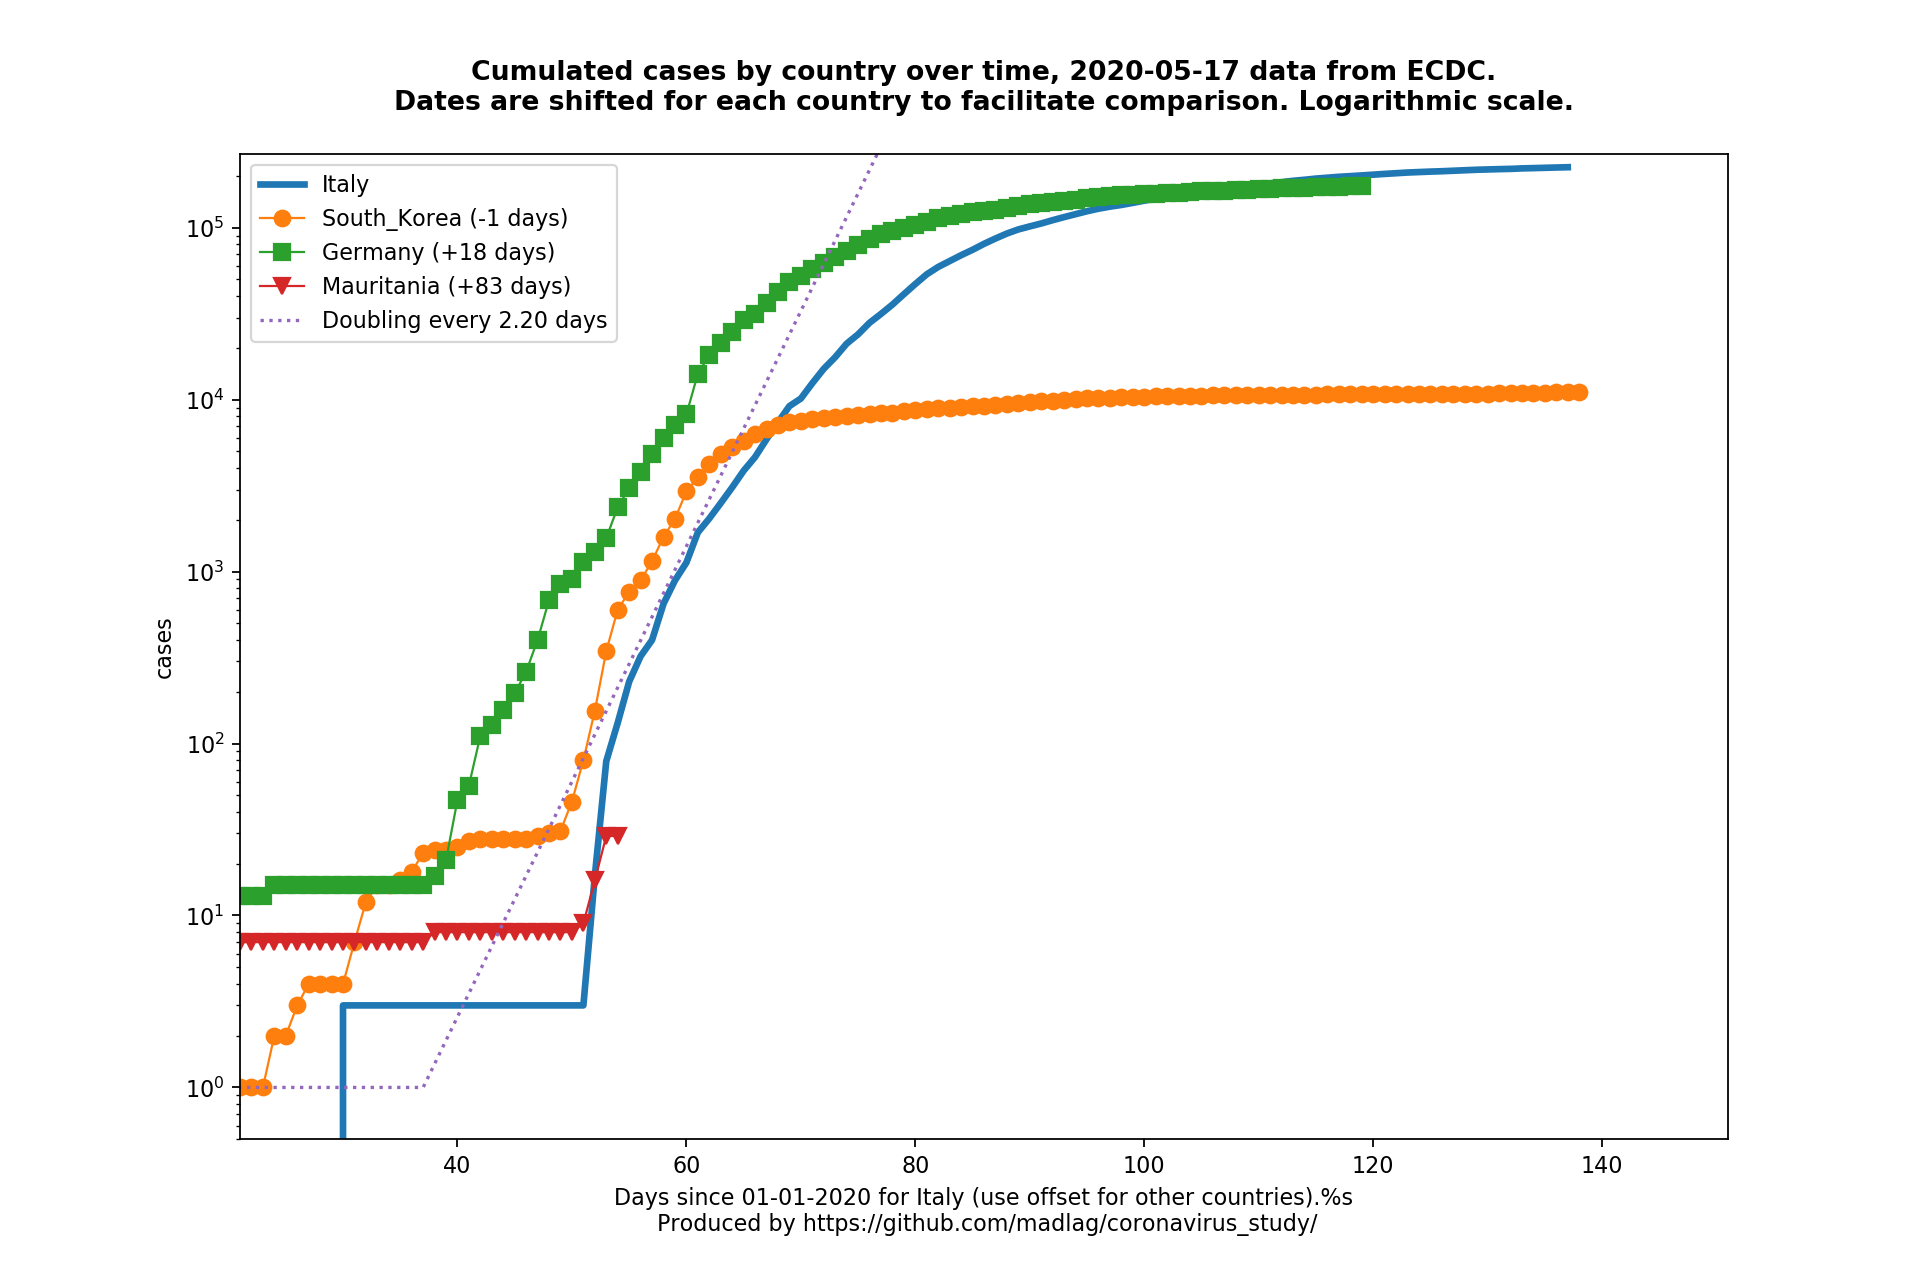 Cumulated cases by country over time, 2020-05-17 data from ECDC.
Dates are shifted for each country to facilitate comparison. Logarithmic scale.
Italy
South_Korea (-1 days)
Germany (+18 days)
Mauritania (+83 days)
Doubling every 2.20 days
cases
10^5
10^4
10^3
10^2
10^1
10^0
40 60 80 100 120 140
Days since 01-01-2020 for Italy (use offset for other countries).%s
Produced by https://github.com/madlag/coronavirus_study/